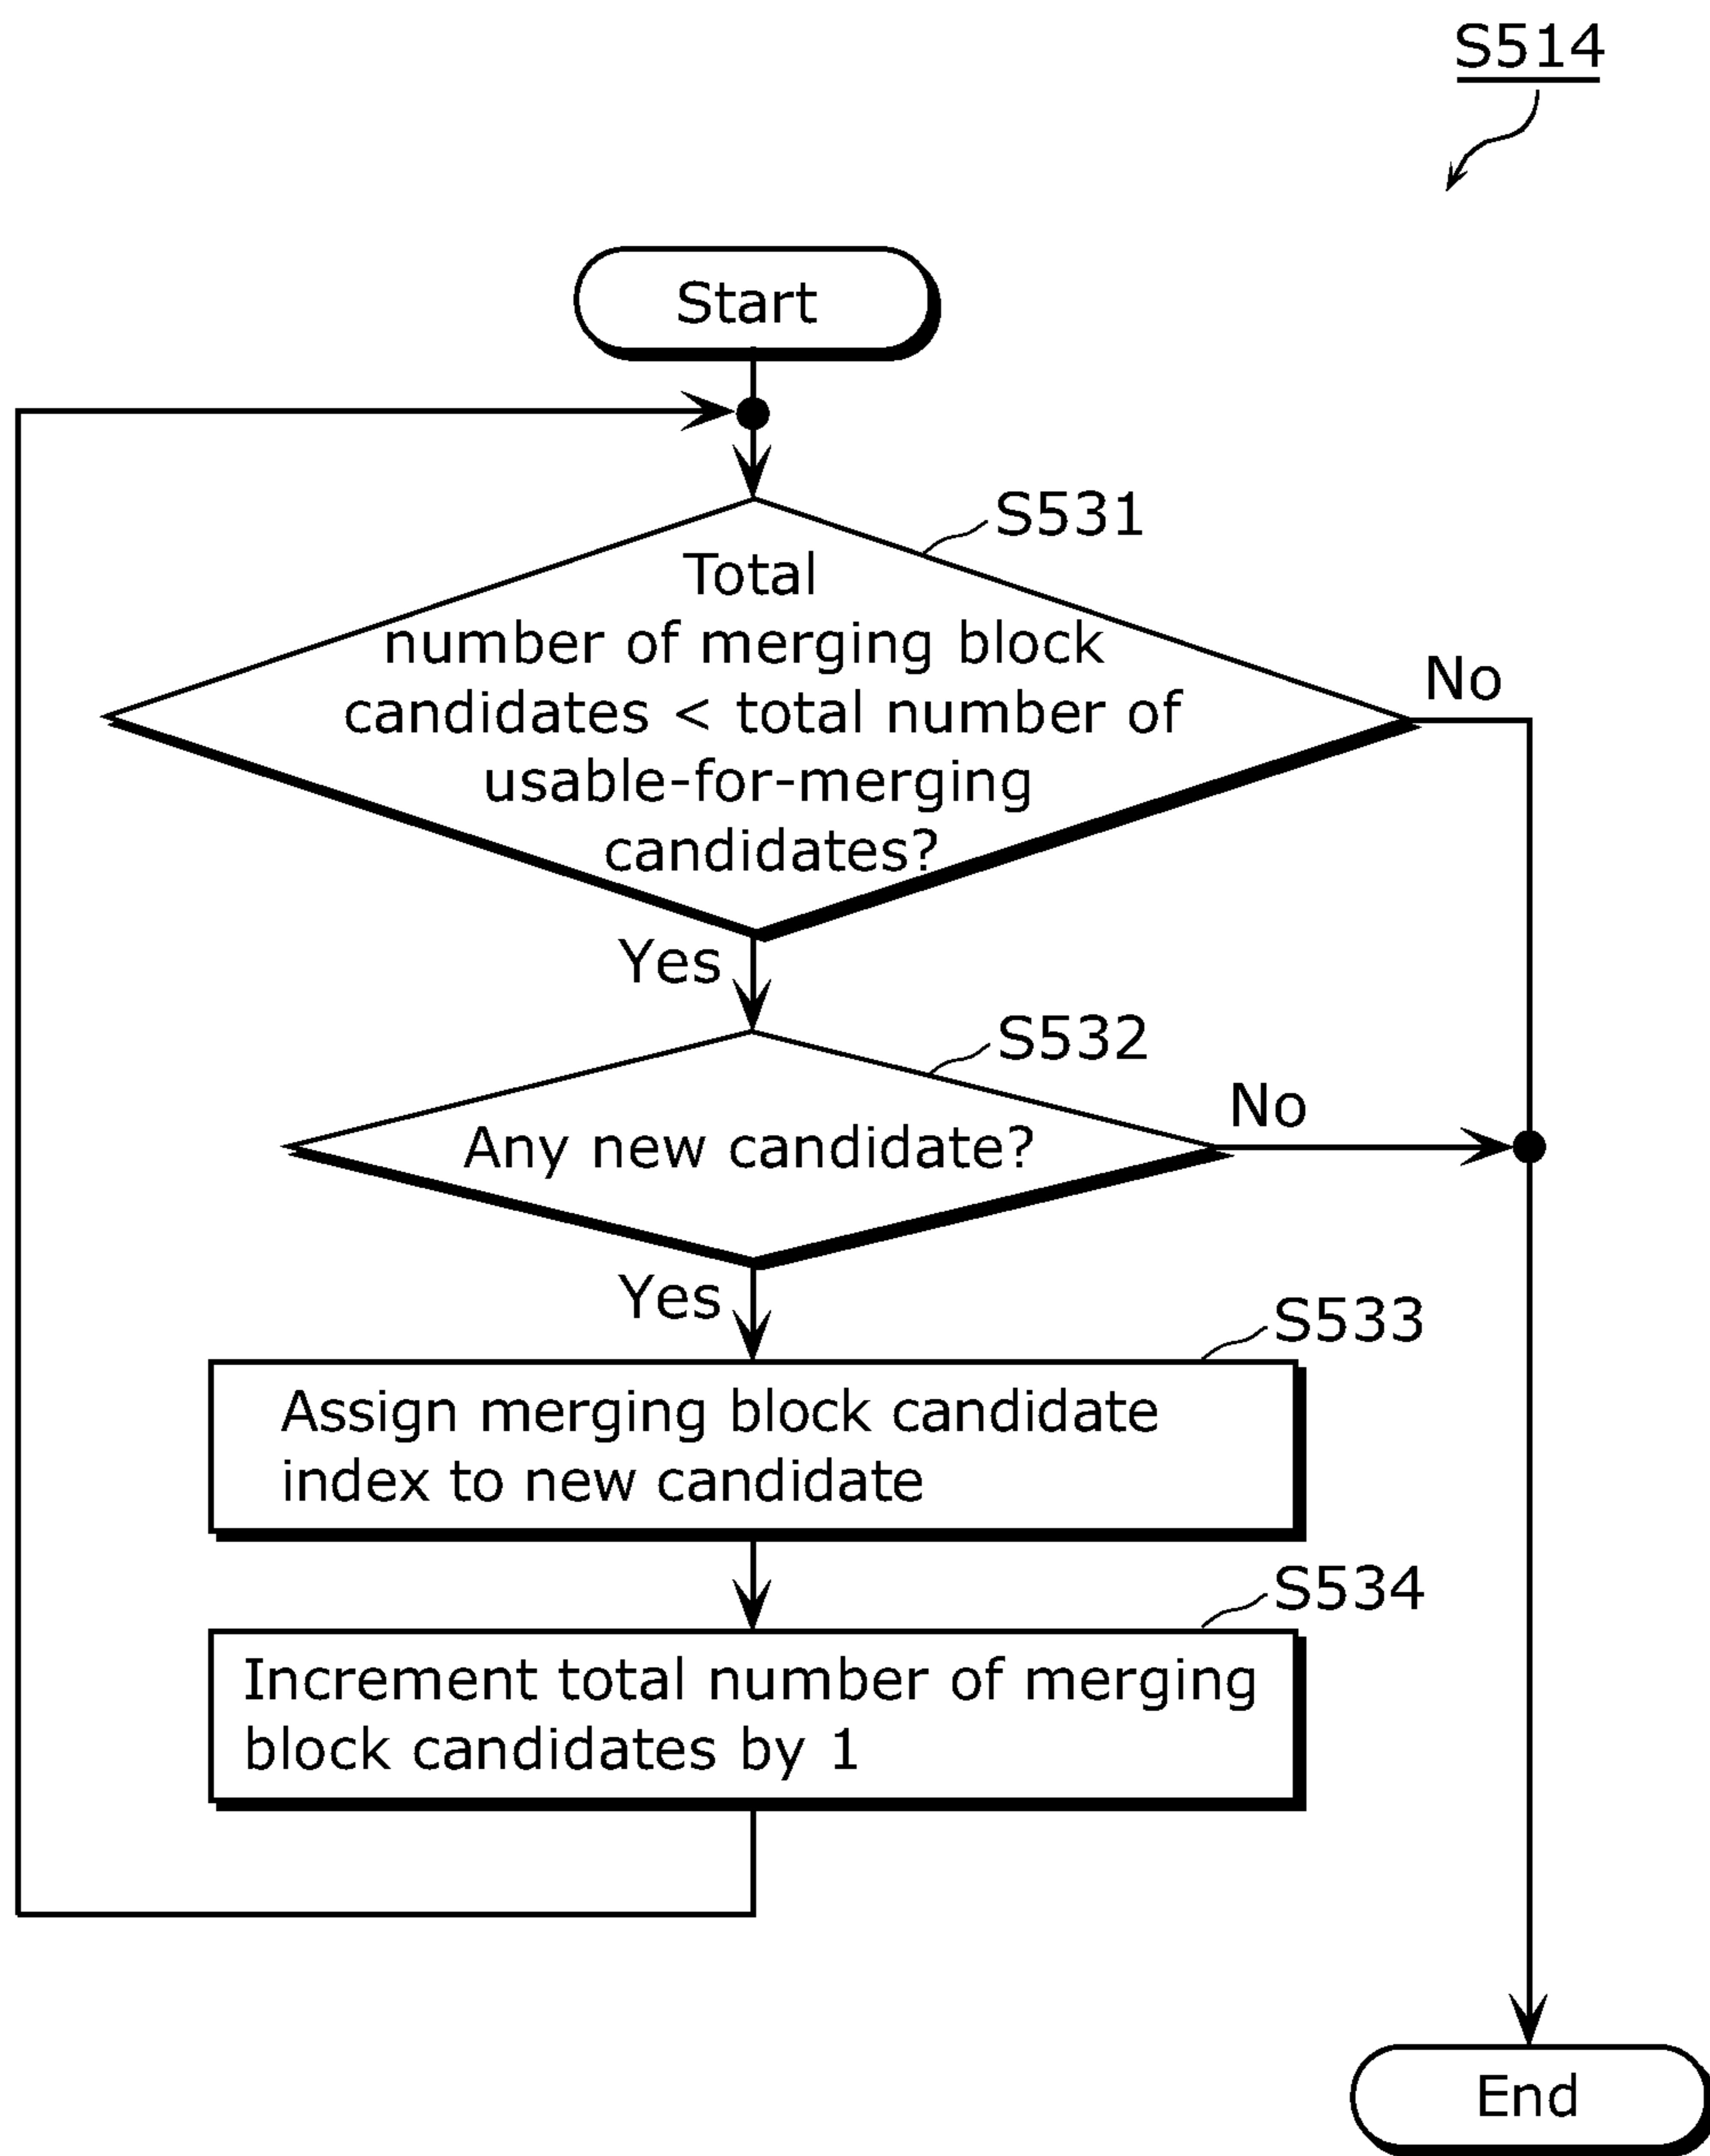 S514
Start
S531
Total
number of merging block
candidates < total number of
usable-for-merging
candidates?
No
Yes
S532
Any new candidate?
No
Yes
S533
Assign merging block candidate
index to new candidate
S534
Increment total number of merging
block candidates by 1
End